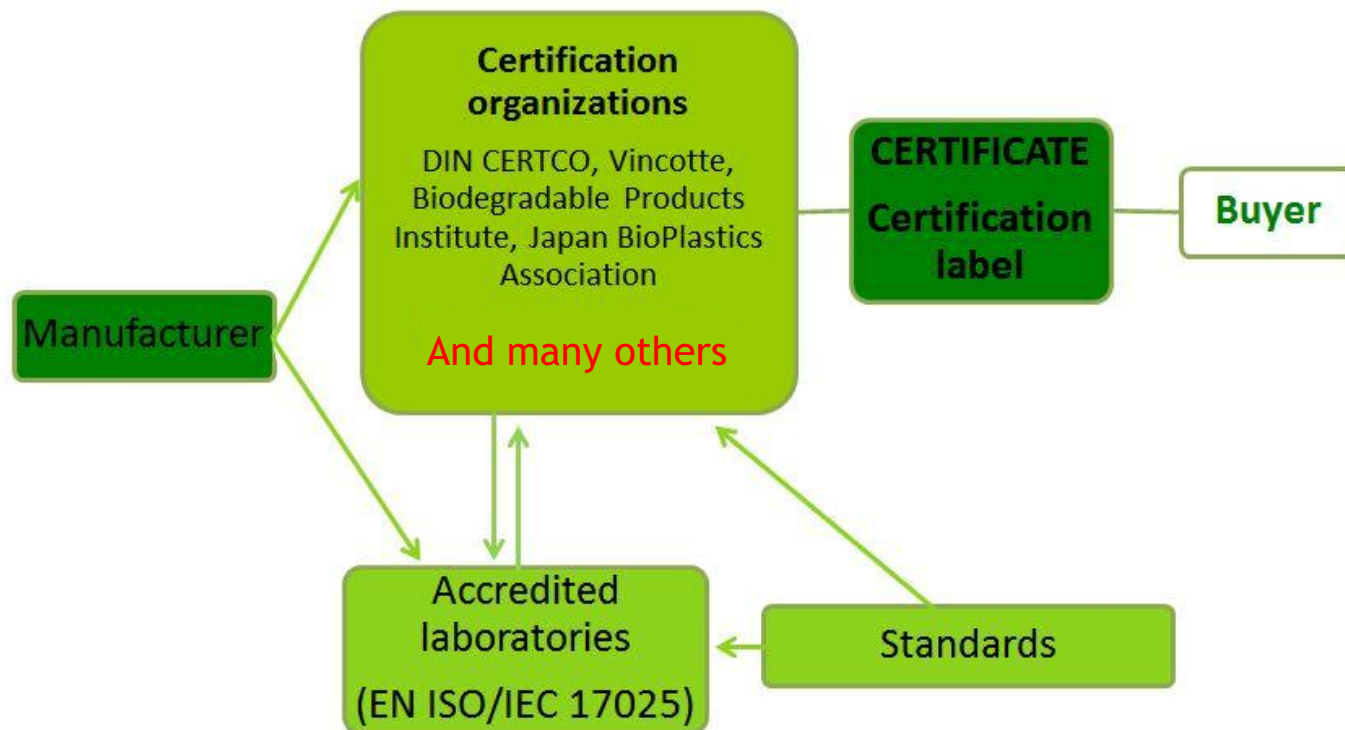 Certification
organizations
DIN CERTCO, Vincotte,
Biodegradable Products
Institute, Japan BioPlastics
Association
And many others
CERTIFICATE
Certification
label
Buyer
Manufacturer
Accredited
laboratories
(EN ISO/IEC 17025)
Standards